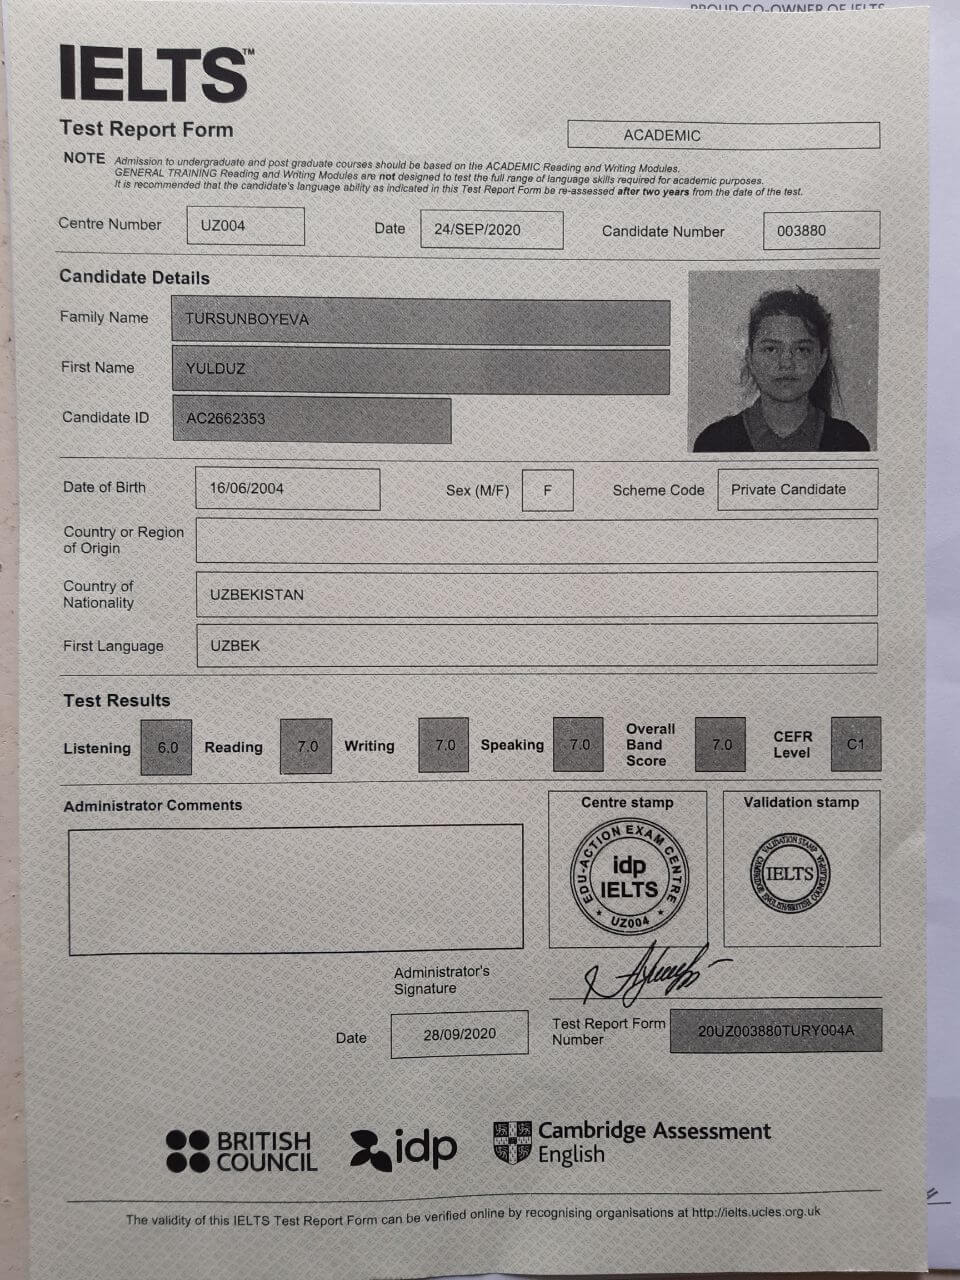 PROUD CO-OWNER OF IELTS
IELTS™
Test Report Form
ACADEMIC
NOTE Admission to undergraduate and post graduate courses should be based on the ACADEMIC Reading and Writing Modules.
GENERAL TRAINING Reading and Writing Modules are not designed to test the full range of language skills required for academic purposes.
It is recommended that the candidate's language ability as indicated in this Test Report Form be re-assessed after two years from the date of the test.
Centre Number UZ004 Date 24/SEP/2020 Candidate Number 003880
Candidate Details
Family Name TURSUNBOYEVA
First Name YULDUZ
Candidate ID AC2662353
Date of Birth 16/06/2004 Sex (M/F) F Scheme Code Private Candidate
Country or Region
of Origin
Country of
Nationality UZBEKISTAN
First Language UZBEK
Test Results
Listening 6.0 Reading 7.0 Writing 7.0 Speaking 7.0 Overall Band Score 7.0 CEFR Level C1
Administrator Comments
Centre stamp
Validation stamp
EDU-ACTION EXAM CENTRE
idp
IELTS
UZ004
VALIDATION STAMP
IELTS
Administrator's
Signature
Date 28/09/2020
Test Report Form
Number 20UZ003880TURY004A
BRITISH
COUNCIL
idp
Cambridge Assessment
English
The validity of this IELTS Test Report Form can be verified online by recognising organisations at http://ielts.ucles.org.uk